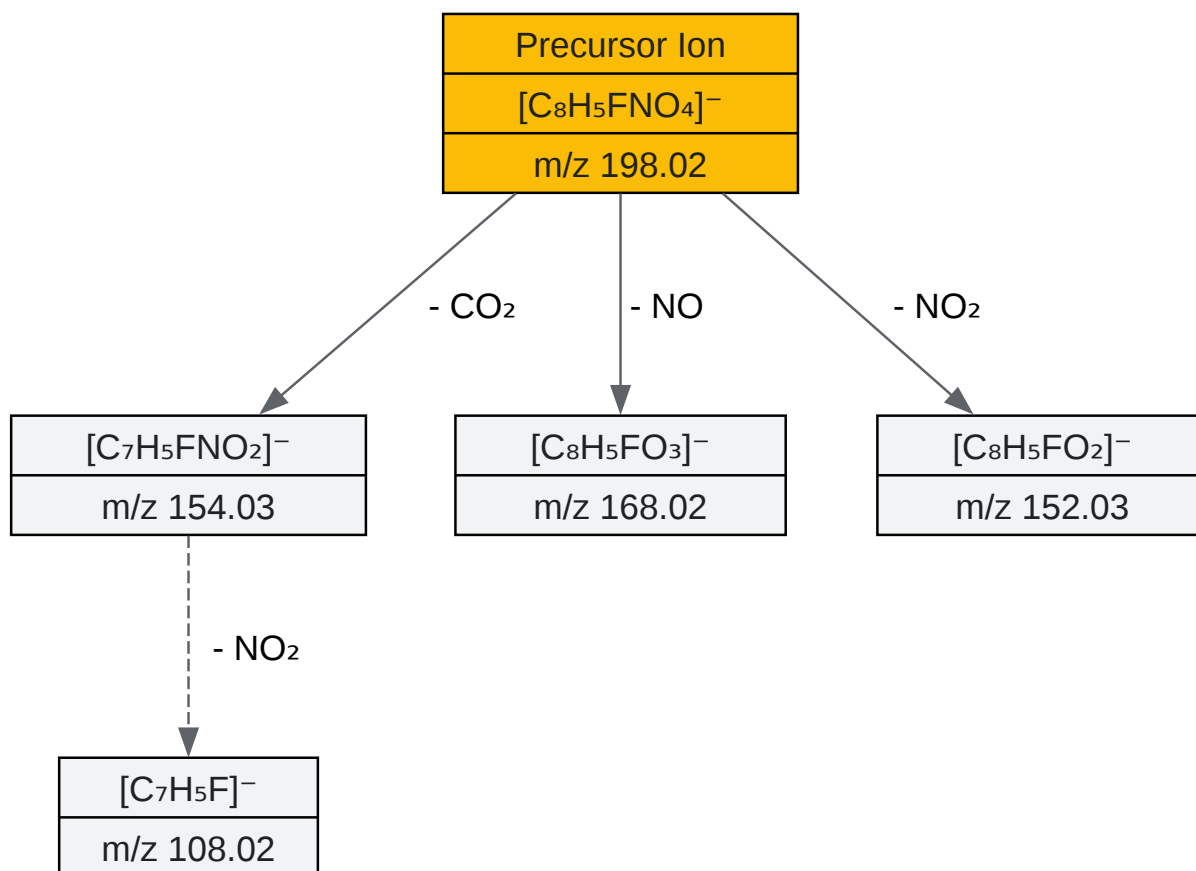 Precursor Ion
[C₈H₅FNO₄]⁻
m/z 198.02
- CO₂
- NO
- NO₂
[C₇H₅FNO₂]⁻
m/z 154.03
[C₈H₅FO₃]⁻
m/z 168.02
[C₈H₅FO₂]⁻
m/z 152.03
- NO₂
[C₇H₅F]⁻
m/z 108.02